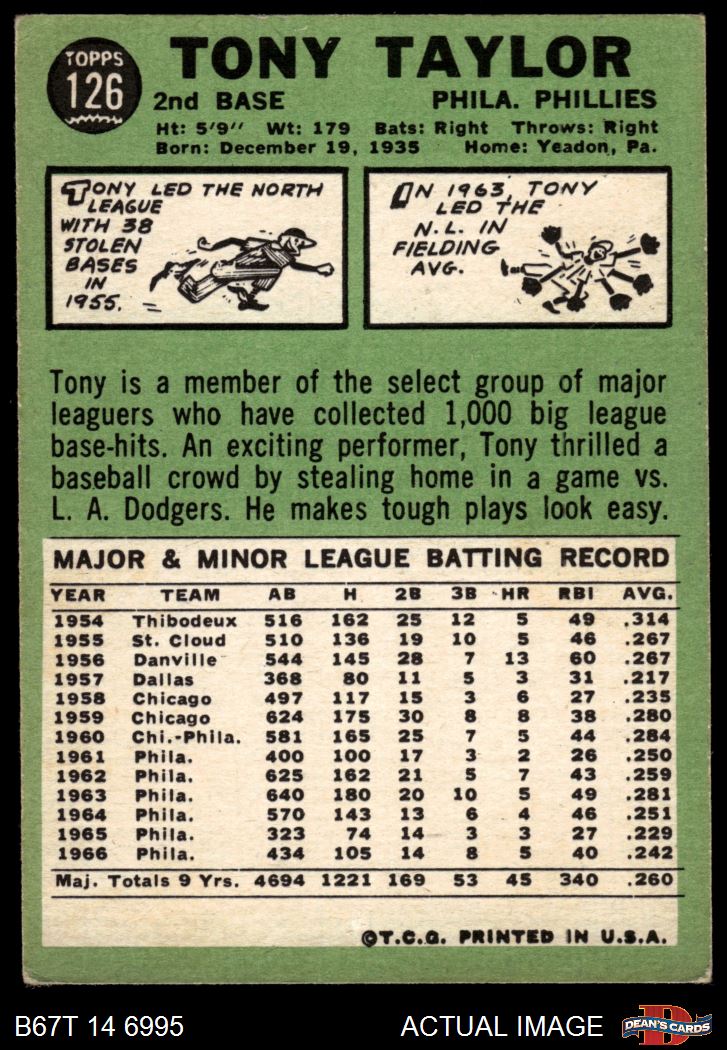 TOPPS
126
TONY TAYLOR
2nd BASE PHILA. PHILLIES
Ht: 5'9" Wt: 179 Bats: Right Throws: Right
Born: December 19, 1935 Home: Yeadon, Pa.
TONY LED THE NORTH
LEAGUE
WITH 38
STOLEN
BASES
IN
1955.
IN 1963, TONY
LED THE
N.L. IN
FIELDING
AVG.
Tony is a member of the select group of major
leaguers who have collected 1,000 big league
base-hits. An exciting performer, Tony thrilled a
baseball crowd by stealing home in a game vs.
L. A. Dodgers. He makes tough plays look easy.
MAJOR & MINOR LEAGUE BATTING RECORD
YEAR TEAM AB H 2B 3B HR RBI AVG.
1954 Thibodeux 516 162 25 12 5 49 .314
1955 St. Cloud 510 136 19 10 5 46 .267
1956 Danville 544 145 28 7 13 60 .267
1957 Dallas 368 80 11 5 3 31 .217
1958 Chicago 497 117 15 3 6 27 .235
1959 Chicago 624 175 30 8 8 38 .280
1960 Chi.-Phila. 581 165 25 7 5 44 .284
1961 Phila. 400 100 17 3 2 26 .250
1962 Phila. 625 162 21 5 7 43 .259
1963 Phila. 640 180 20 10 5 49 .281
1964 Phila. 570 143 13 6 4 46 .251
1965 Phila. 323 74 14 3 3 27 .229
1966 Phila. 434 105 14 8 5 40 .242
Maj. Totals 9 Yrs. 4694 1221 169 53 45 340 .260
©T.C.G. PRINTED IN U.S.A.
B67T 14 6995 ACTUAL IMAGE
D
DEAN'S CARDS